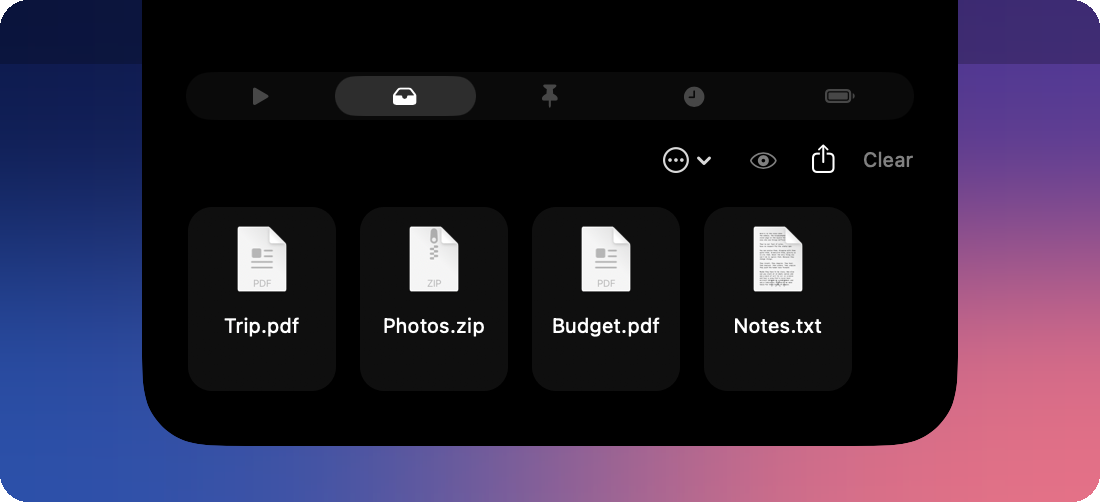 Clear
PDF
ZIP
PDF
Trip.pdf
Photos.zip
Budget.pdf
Notes.txt